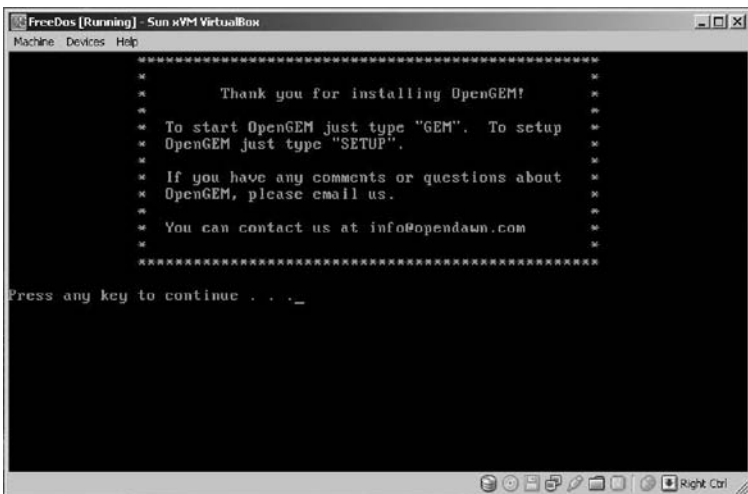 FreeDos [Running] - Sun xVM VirtualBox
Machine Devices Help
**************************************************
* *
* Thank you for installing OpenGEM! *
* *
* To start OpenGEM just type "GEM". To setup *
* OpenGEM just type "SETUP". *
* *
* If you have any comments or questions about *
* OpenGEM, please email us. *
* *
* You can contact us at info@opendawn.com *
* *
**************************************************
Press any key to continue . . ._
Right Ctrl